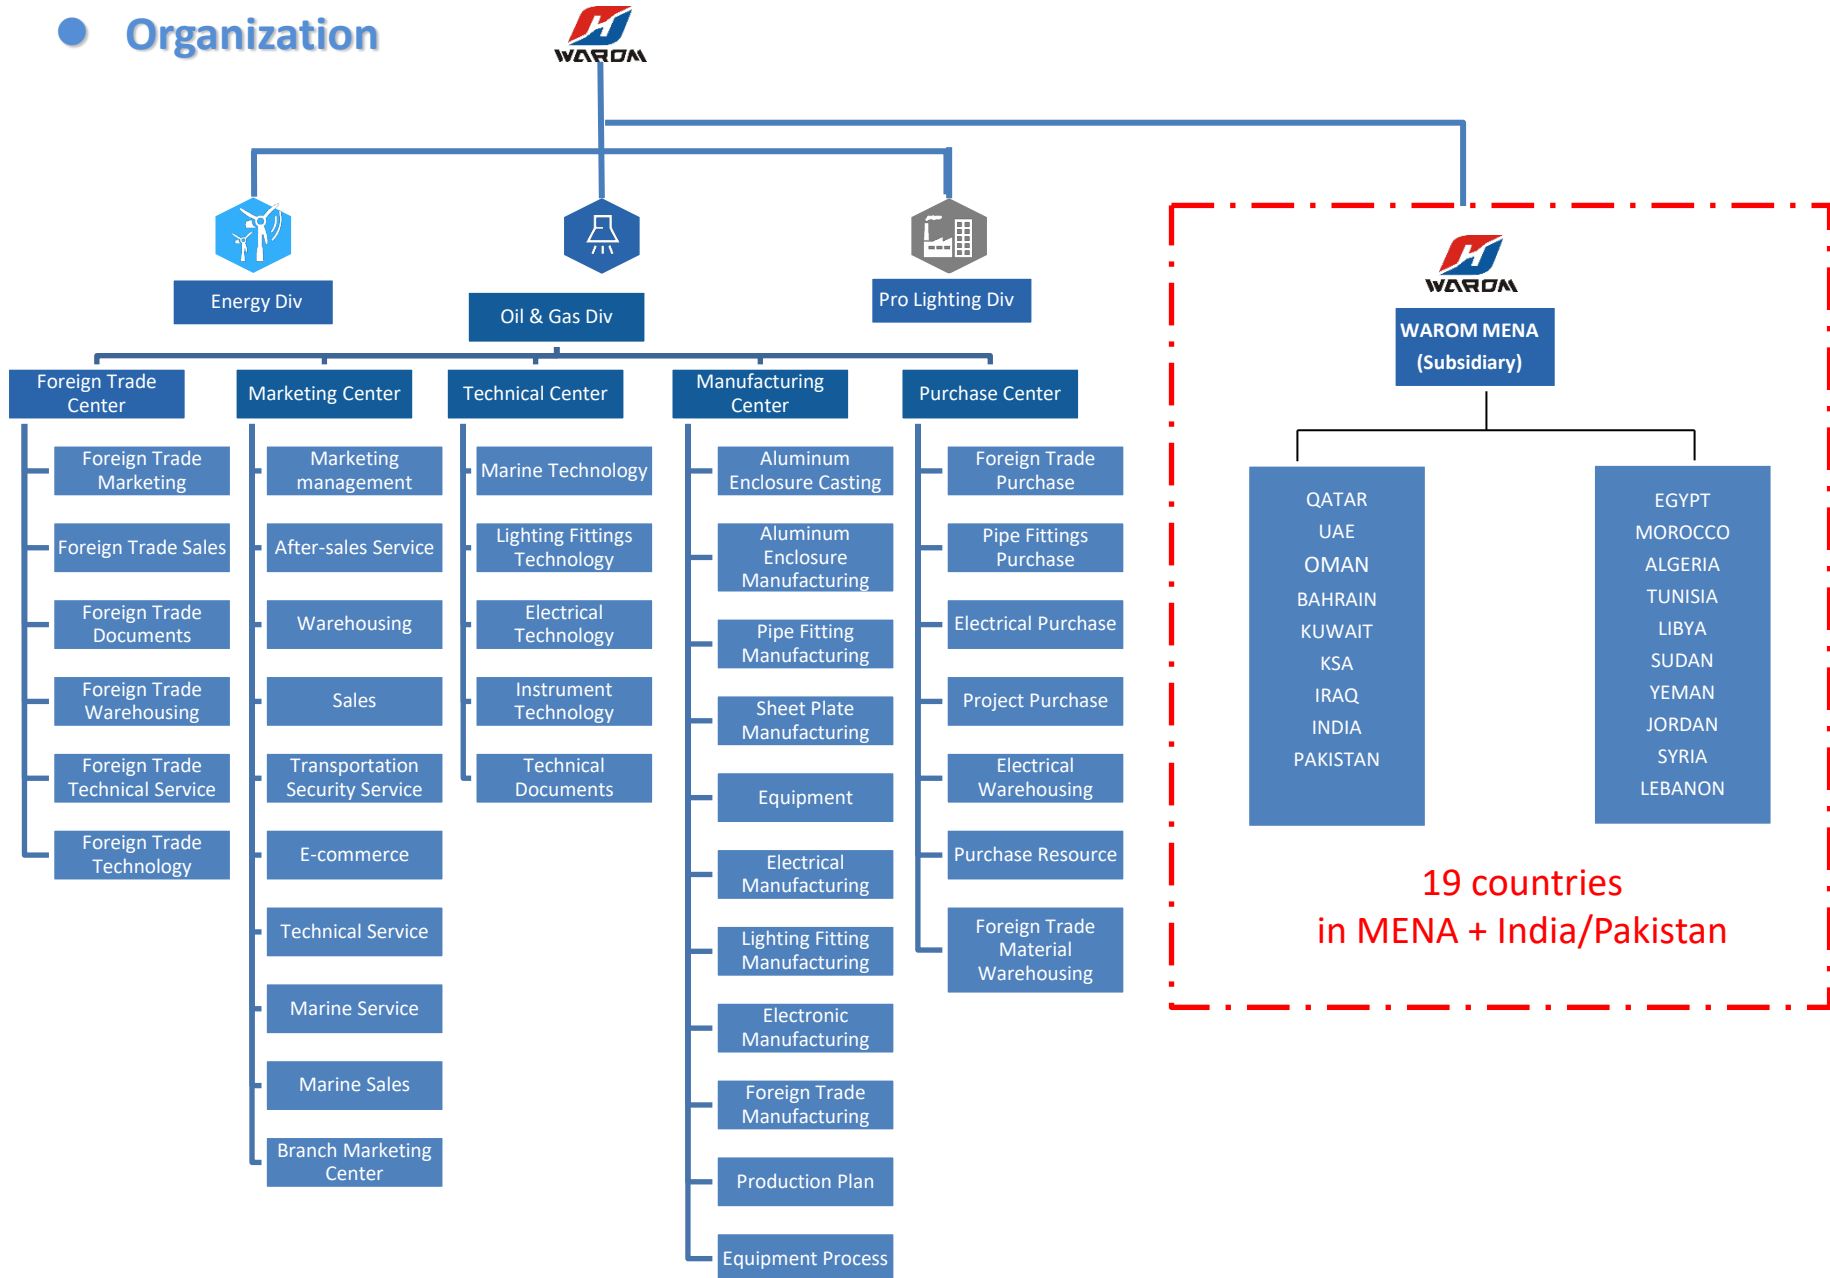 Organization
WAROM
Energy Div
Oil & Gas Div
Pro Lighting Div
Foreign Trade
Center
Foreign Trade
Marketing
Foreign Trade Sales
Foreign Trade
Documents
Foreign Trade
Warehousing
Foreign Trade
Technical Service
Foreign Trade
Technology
Marketing Center
Marketing
management
After-sales Service
Warehousing
Sales
Transportation
Security Service
E-commerce
Technical Service
Marine Service
Marine Sales
Branch Marketing
Center
Technical Center
Marine Technology
Lighting Fittings
Technology
Electrical
Technology
Instrument
Technology
Technical
Documents
Manufacturing
Center
Aluminum
Enclosure Casting
Aluminum
Enclosure
Manufacturing
Pipe Fitting
Manufacturing
Sheet Plate
Manufacturing
Equipment
Electrical
Manufacturing
Lighting Fitting
Manufacturing
Electronic
Manufacturing
Foreign Trade
Manufacturing
Production Plan
Equipment Process
Purchase Center
Foreign Trade
Purchase
Pipe Fittings
Purchase
Electrical Purchase
Project Purchase
Electrical
Warehousing
Purchase Resource
Foreign Trade
Material
Warehousing
WAROM
WAROM MENA
(Subsidiary)
QATAR
UAE
OMAN
BAHRAIN
KUWAIT
KSA
IRAQ
INDIA
PAKISTAN
EGYPT
MOROCCO
ALGERIA
TUNISIA
LIBYA
SUDAN
YEMAN
JORDAN
SYRIA
LEBANON
19 countries
in MENA + India/Pakistan